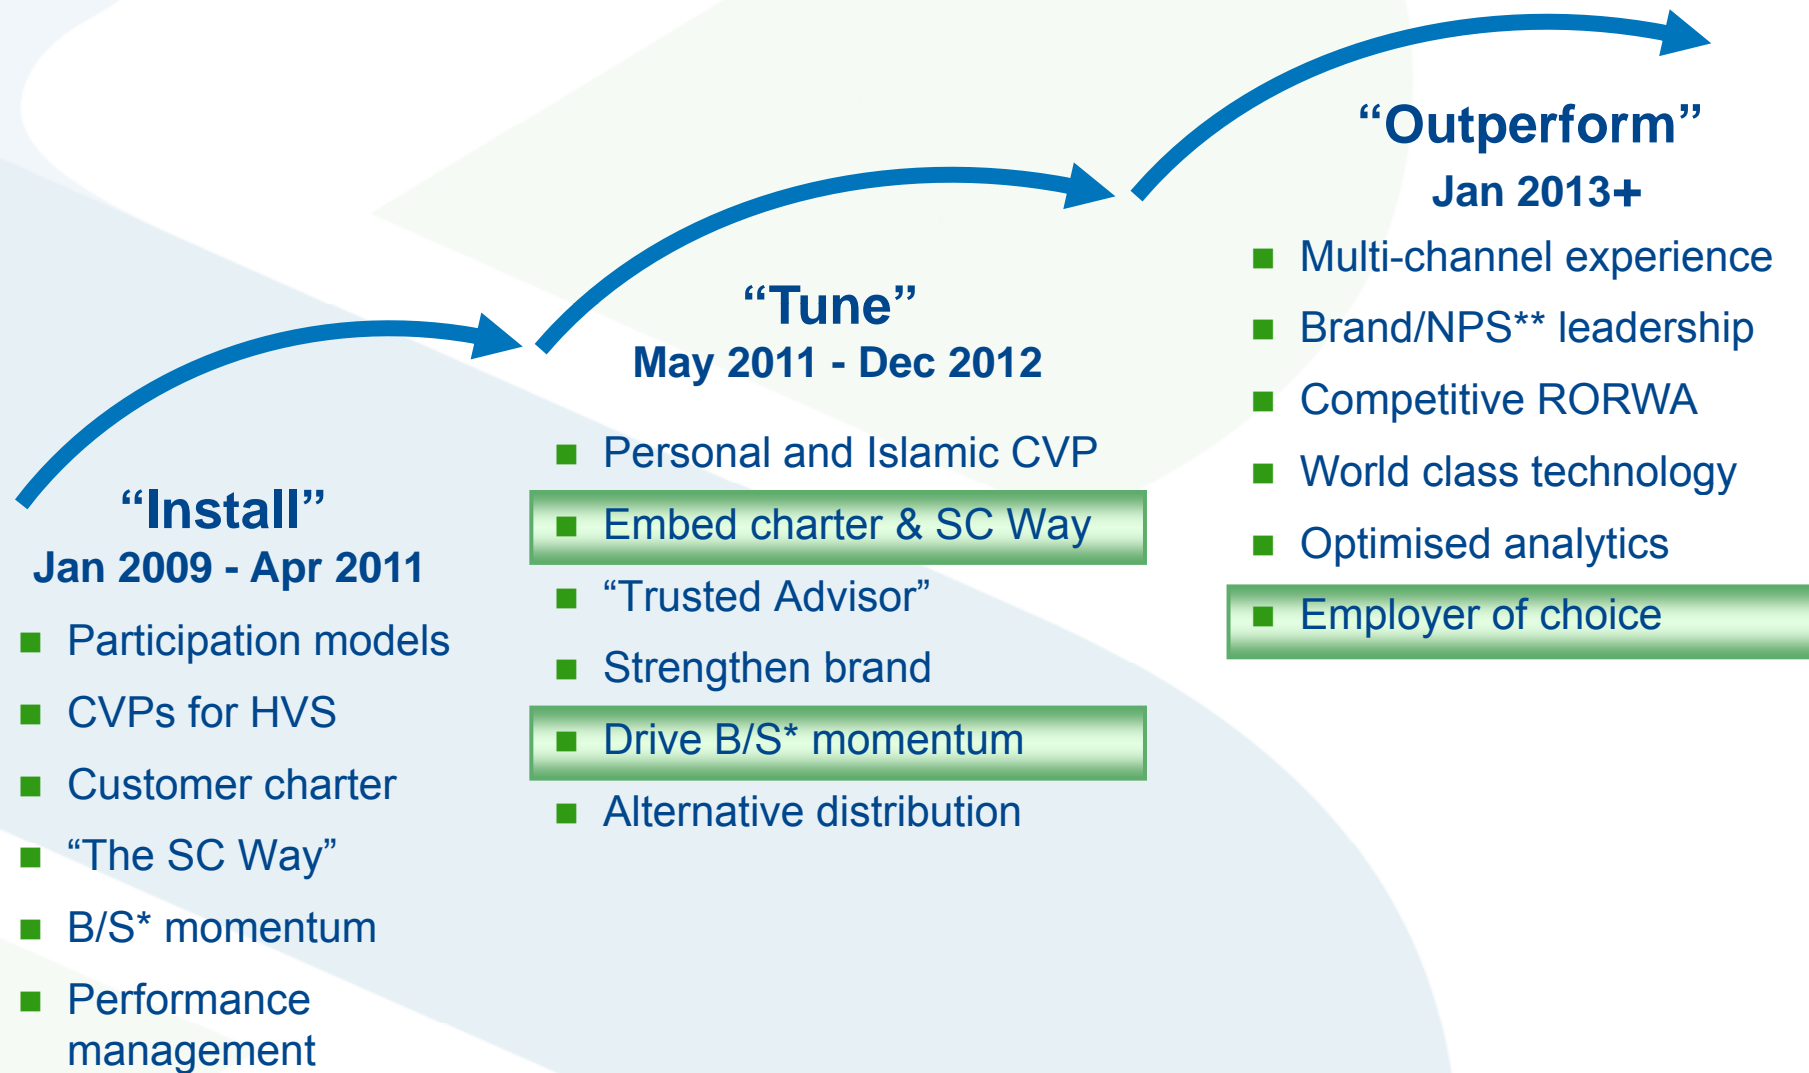 “Install”
Jan 2009 - Apr 2011
■ Participation models
■ CVPs for HVS
■ Customer charter
■ “The SC Way”
■ B/S* momentum
■ Performance
management
“Tune”
May 2011 - Dec 2012
■ Personal and Islamic CVP
■ Embed charter & SC Way
■ “Trusted Advisor”
■ Strengthen brand
■ Drive B/S* momentum
■ Alternative distribution
“Outperform”
Jan 2013+
■ Multi-channel experience
■ Brand/NPS** leadership
■ Competitive RORWA
■ World class technology
■ Optimised analytics
■ Employer of choice